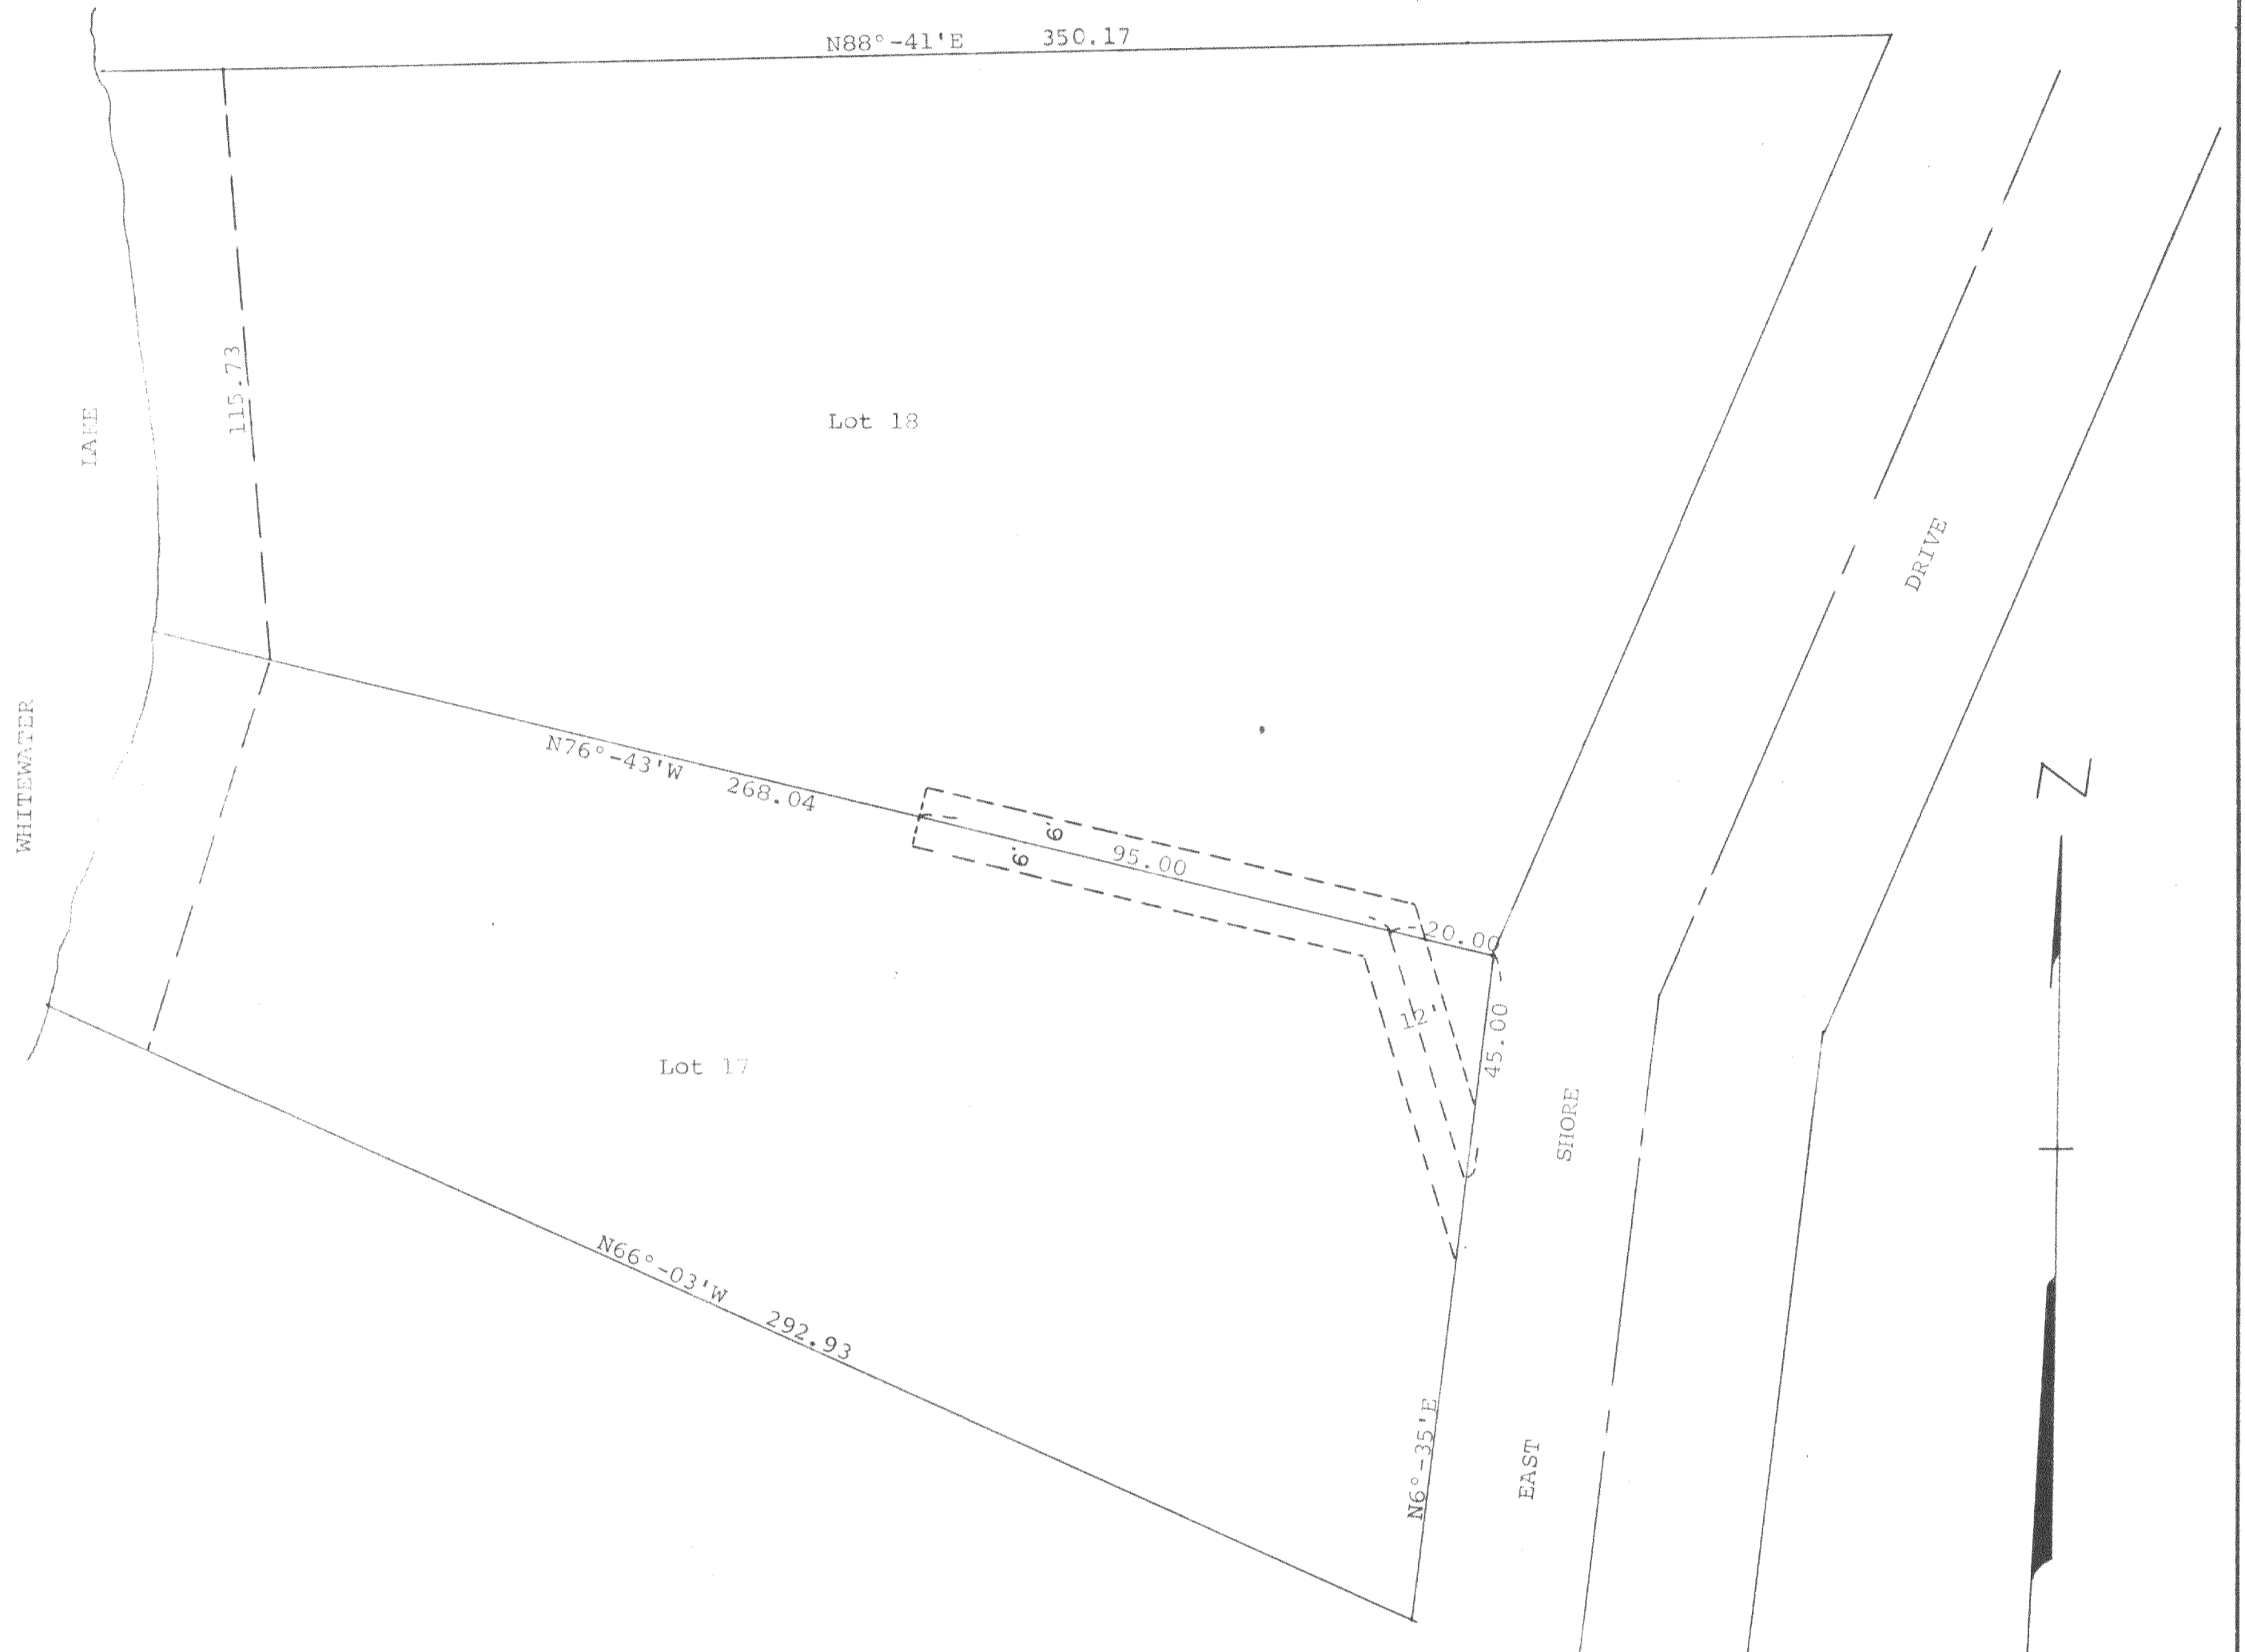 N88°-41'E 350.17
115.73
LAKE
Lot 18
DRIVE
WHITEWATER
N76°-43'W 268.04
6'
6'
95.00
20.00
12'
45.00
Lot 17
SHORE
N66°-03'W 292.93
N6°-35'E
EAST
N